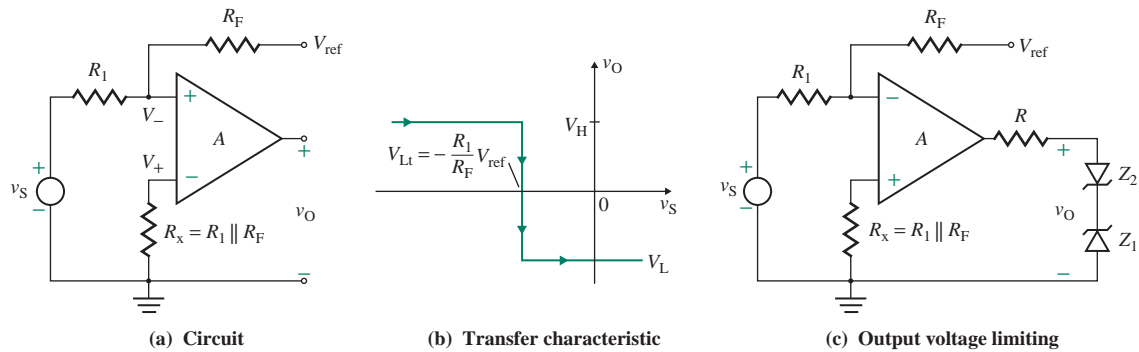 R_F
V_ref
R_1
+
V_−
A
V_+
−
+
v_S
−
+
v_O
−
R_x = R_1 || R_F
(a) Circuit
v_O
V_H
V_Lt = − R_1/R_F V_ref
0
v_S
V_L
(b) Transfer characteristic
R_F
V_ref
R_1
−
A
R
+
+
v_S
−
+
Z_2
v_O
Z_1
−
R_x = R_1 || R_F
(c) Output voltage limiting